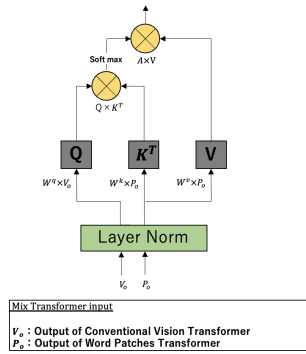 A×V
Soft max
Q×K^T
Q K^T V
W^q×V_o W^k×P_o W^v×P_o
Layer Norm
V_o P_o
Mix Transformer input
V_o : Output of Conventional Vision Transformer
P_o : Output of Word Patches Transformer